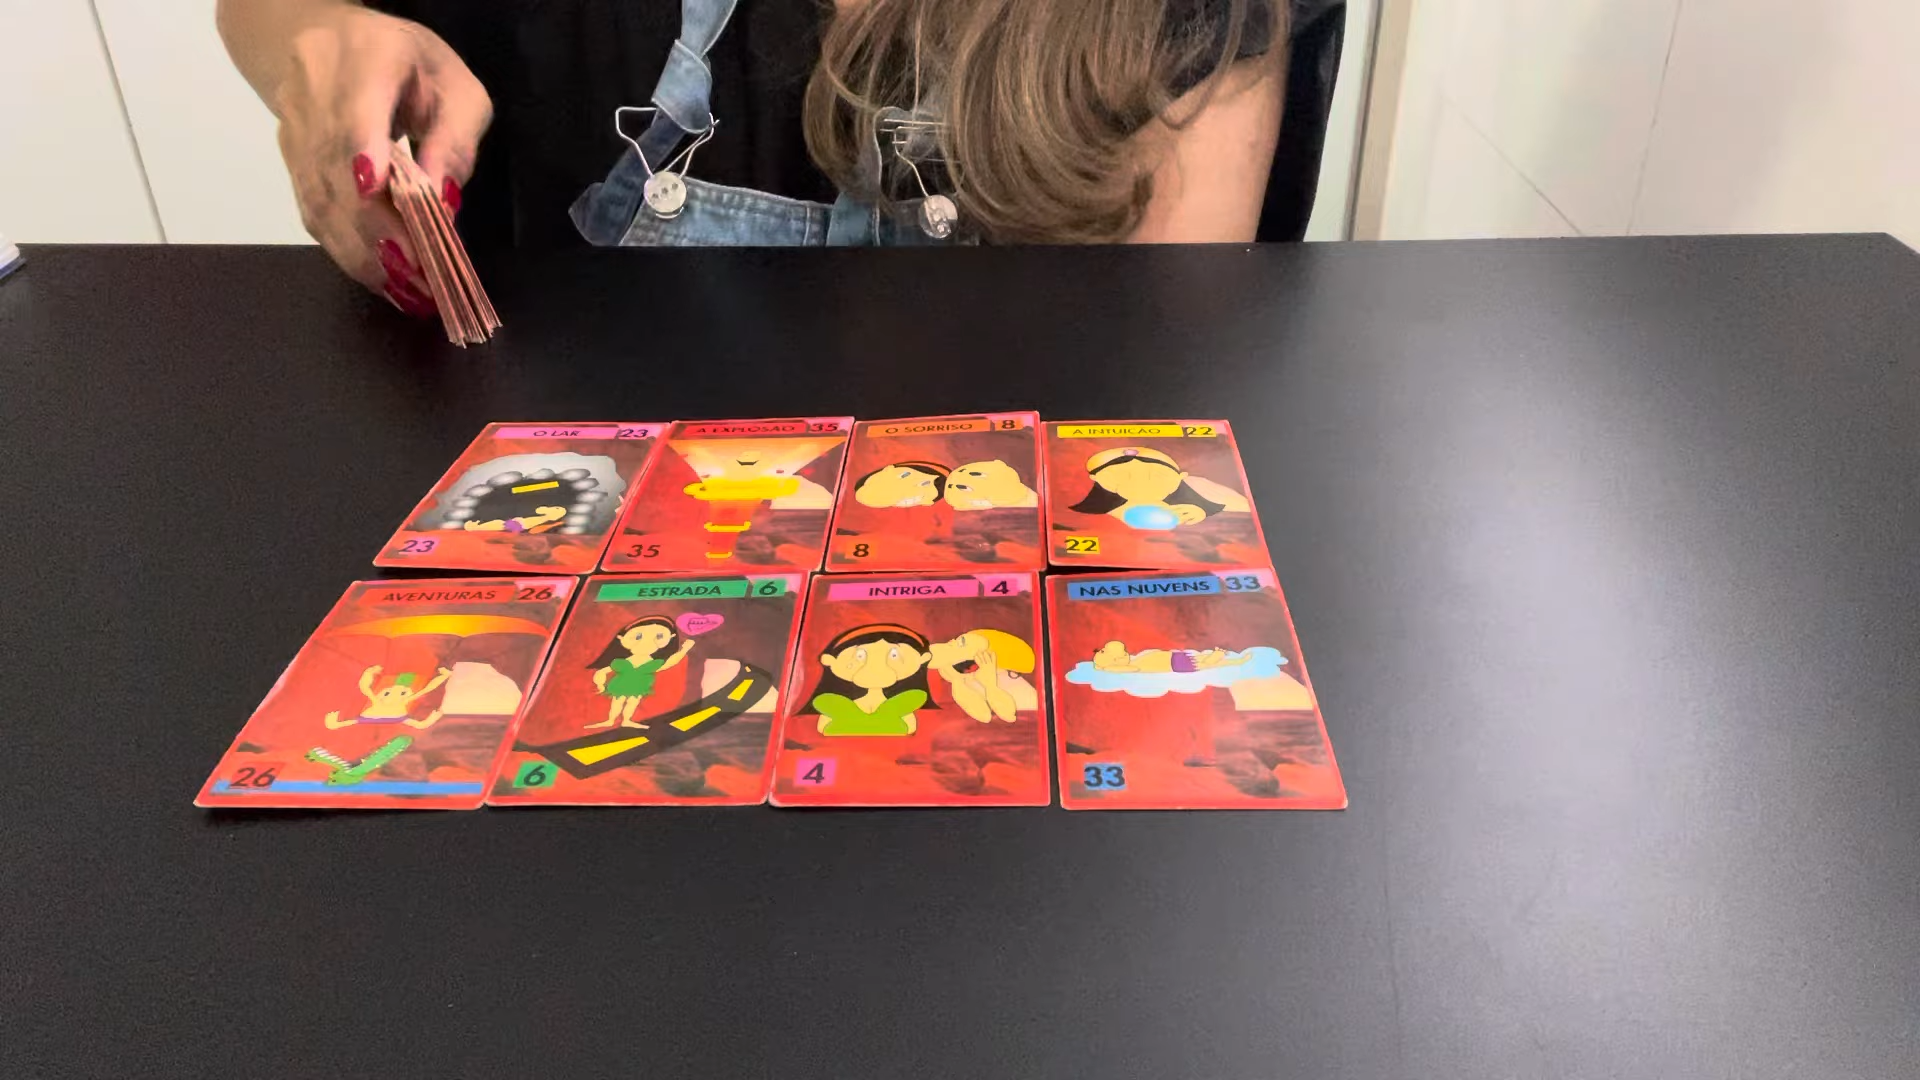 O LAR 23
23
A EXPLOSÃO 35
35
O SORRISO 8
8
A INTUIÇÃO 22
22
AVENTURAS 26
26
ESTRADA 6
6
INTRIGA 4
4
NAS NUVENS 33
33